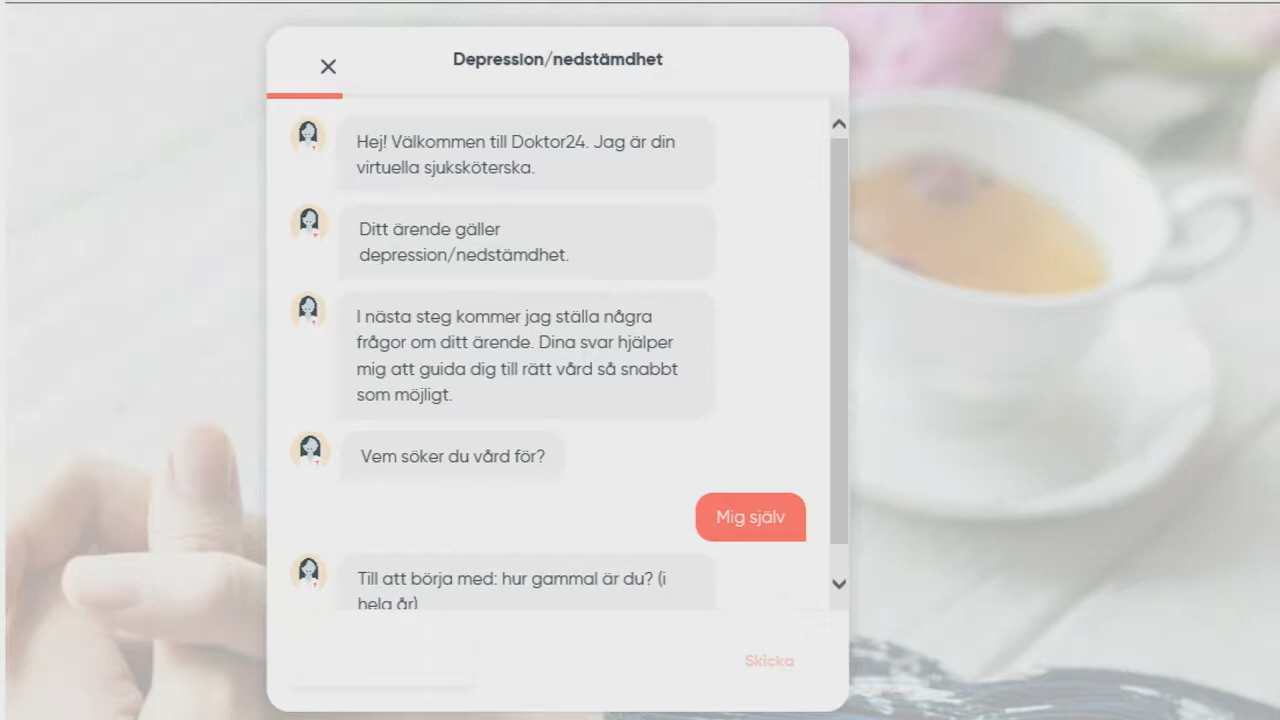 Depression/nedstämdhet
Hej! Välkommen till Doktor24. Jag är din
virtuella sjuksköterska.
Ditt ärende gäller
depression/nedstämdhet.
I nästa steg kommer jag ställa några
frågor om ditt ärende. Dina svar hjälper
mig att guida dig till rätt vård så snabbt
som möjligt.
Vem söker du vård för?
Mig själv
Till att börja med: hur gammal är du? (i
hela år)
Skicka